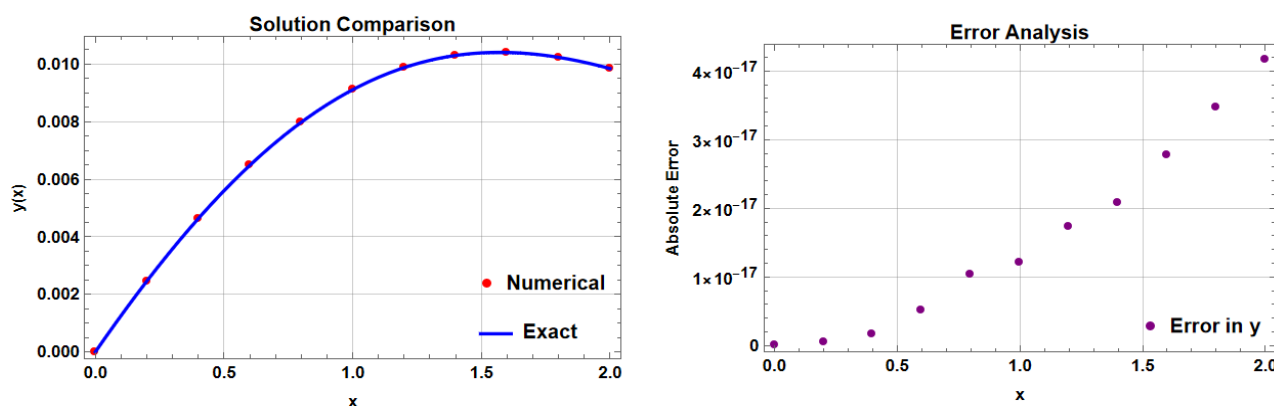 Solution Comparison
0.010
0.008
0.006
0.004
0.002
0.000
y(x)
Numerical
Exact
0.0 0.5 1.0 1.5 2.0
x
Error Analysis
4×10⁻¹⁷
3×10⁻¹⁷
2×10⁻¹⁷
1×10⁻¹⁷
0
Absolute Error
Error in y
0.0 0.5 1.0 1.5 2.0
x